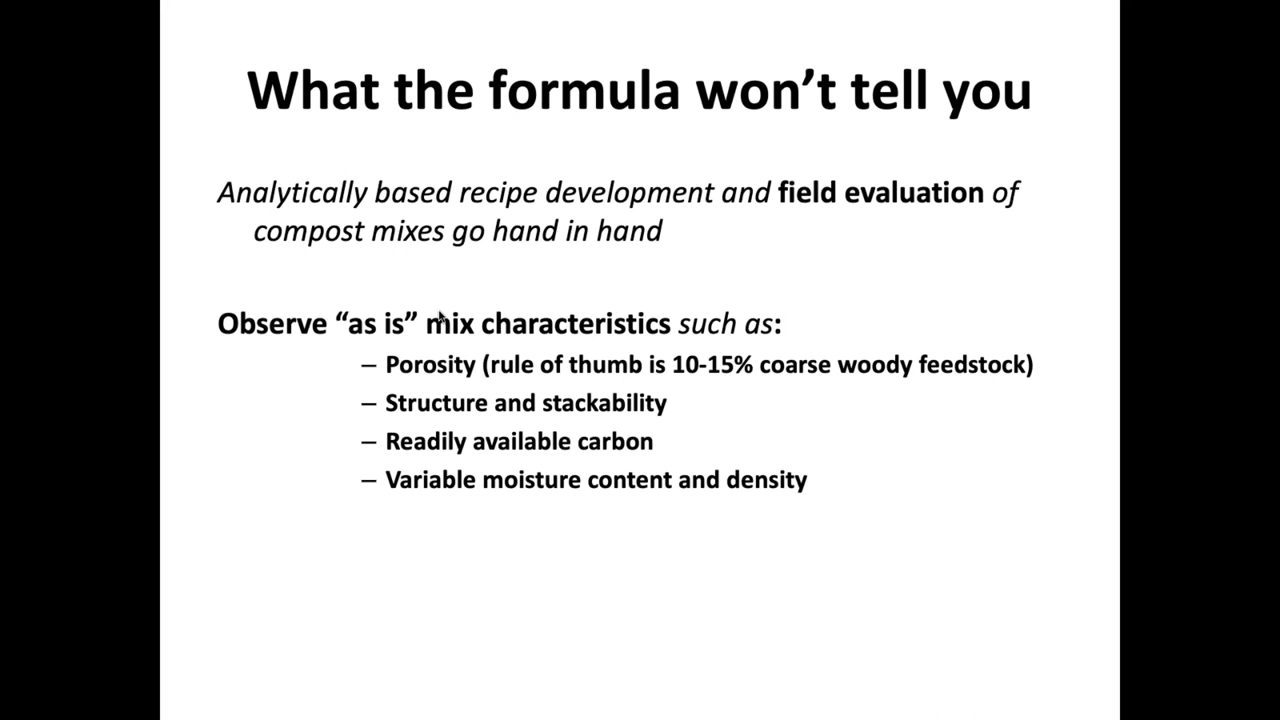 What the formula won’t tell you
Analytically based recipe development and field evaluation of
compost mixes go hand in hand
Observe “as is” mix characteristics such as:
– Porosity (rule of thumb is 10-15% coarse woody feedstock)
– Structure and stackability
– Readily available carbon
– Variable moisture content and density